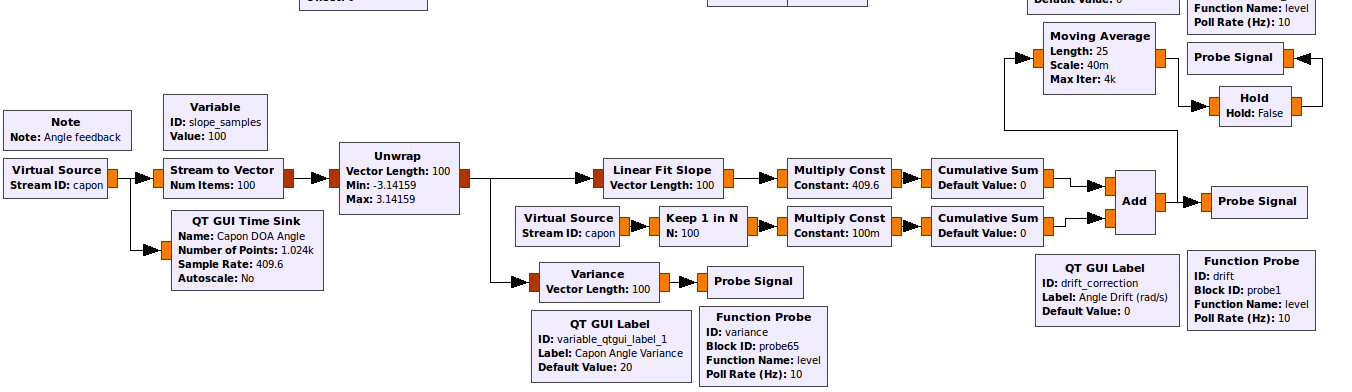 Default Value: 0
Function Name: level
Poll Rate (Hz): 10
Moving Average
Length: 25
Scale: 40m
Max Iter: 4k
Probe Signal
Hold
Hold: False
Note
Note: Angle feedback
Variable
ID: slope_samples
Value: 100
Virtual Source
Stream ID: capon
Stream to Vector
Num Items: 100
Unwrap
Vector Length: 100
Min: -3.14159
Max: 3.14159
Linear Fit Slope
Vector Length: 100
Multiply Const
Constant: 409.6
Cumulative Sum
Default Value: 0
Add
Probe Signal
QT GUI Time Sink
Name: Capon DOA Angle
Number of Points: 1.024k
Sample Rate: 409.6
Autoscale: No
Virtual Source
Stream ID: capon
Keep 1 in N
N: 100
Multiply Const
Constant: 100m
Cumulative Sum
Default Value: 0
Variance
Vector Length: 100
Probe Signal
QT GUI Label
ID: drift_correction
Label: Angle Drift (rad/s)
Default Value: 0
Function Probe
ID: drift
Block ID: probe1
Function Name: level
Poll Rate (Hz): 10
QT GUI Label
ID: variable_qtgui_label_1
Label: Capon Angle Variance
Default Value: 20
Function Probe
ID: variance
Block ID: probe65
Function Name: level
Poll Rate (Hz): 10